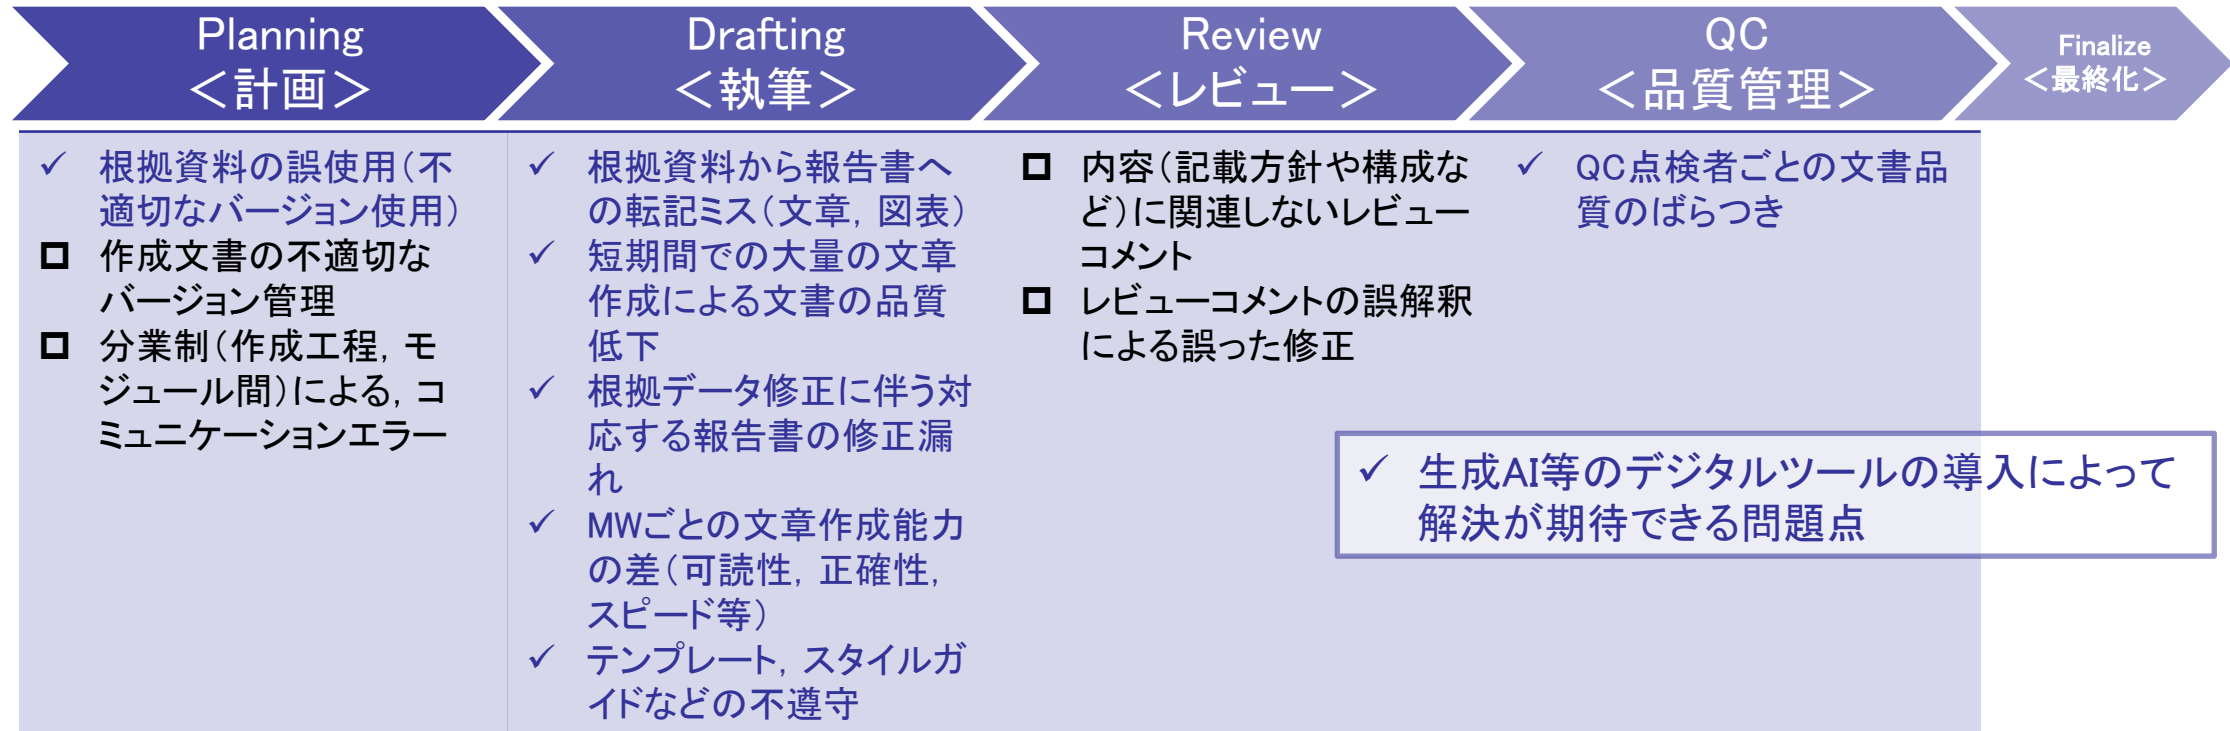 Planning
＜計画＞
Drafting
＜執筆＞
Review
＜レビュー＞
QC
＜品質管理＞
Finalize
＜最終化＞
✓ 根拠資料の誤使用（不
適切なバージョン使用）
作成文書の不適切な
バージョン管理
分業制（作成工程，モ
ジュール間）による，コ
ミュニケーションエラー
✓ 根拠資料から報告書へ
の転記ミス（文章，図表）
✓ 短期間での大量の文章
作成による文書の品質
低下
✓ 根拠データ修正に伴う対
応する報告書の修正漏
れ
✓ MWごとの文章作成能力
の差（可読性，正確性，
スピード等）
✓ テンプレート，スタイルガ
イドなどの不遵守
内容（記載方針や構成な
ど）に関連しないレビュー
コメント
レビューコメントの誤解釈
による誤った修正
✓ QC点検者ごとの文書品
質のばらつき
✓ 生成AI等のデジタルツールの導入によって
解決が期待できる問題点